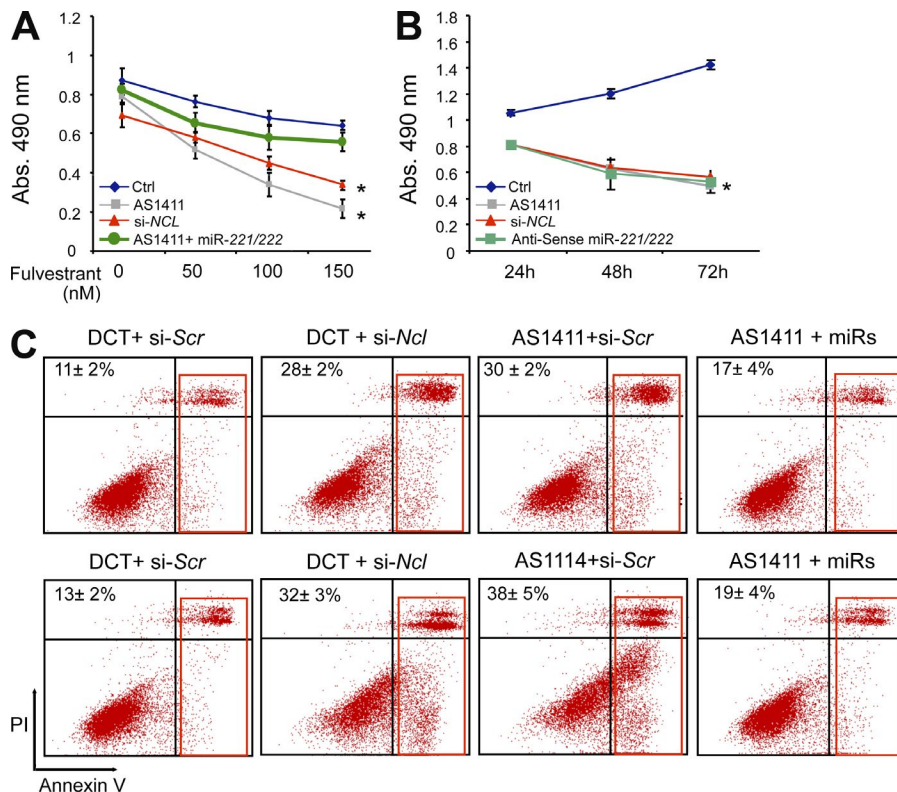 A
Abs. 490 nm
1.2
1
0.8
0.6
0.4
0.2
0
Ctrl
AS1411
si-NCL
AS1411+ miR-221/222
*
*
Fulvestrant
(nM)
0 50 100 150
B
Abs. 490 nm
1.8
1.6
1.4
1.2
1.0
0.8
0.6
0.4
0.2
0
Ctrl
AS1411
si-NCL
Anti-Sense miR-221/222
*
24h 48h 72h
C
DCT+ si-Scr DCT + si-Ncl AS1411+si-Scr AS1411 + miRs
11± 2% 28± 2% 30 ± 2% 17± 4%
DCT+ si-Scr DCT + si-Ncl AS1114+si-Scr AS1411 + miRs
13± 2% 32± 3% 38± 5% 19± 4%
PI
Annexin V